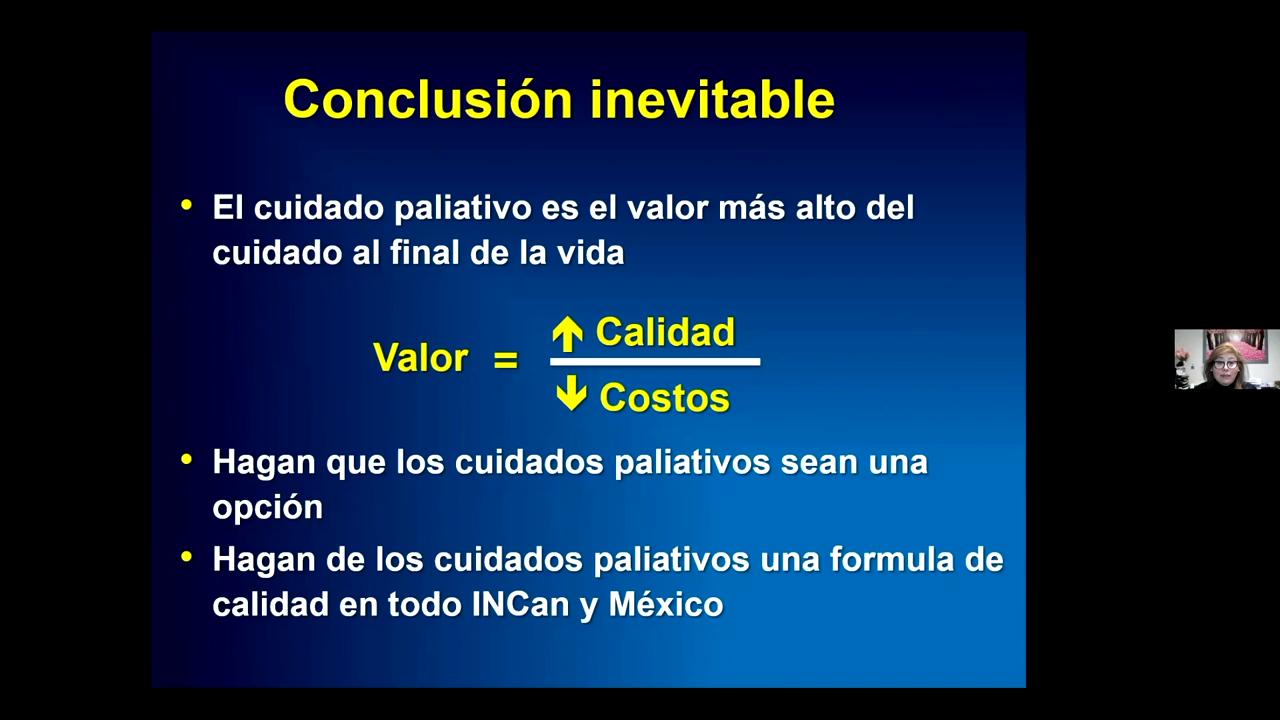 Conclusión inevitable
• El cuidado paliativo es el valor más alto del
cuidado al final de la vida
Valor = ↑ Calidad
↓ Costos
• Hagan que los cuidados paliativos sean una
opción
• Hagan de los cuidados paliativos una formula de
calidad en todo INCan y México